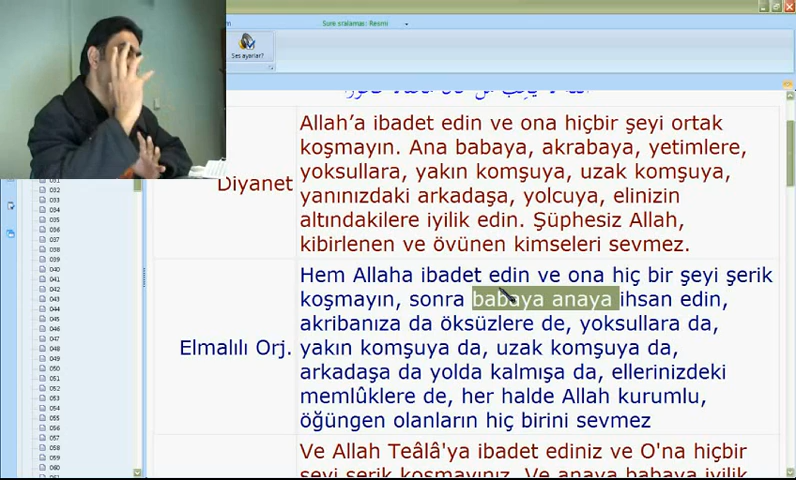 Sure sıralaması: Resmi
Ses ayarları?
Allah’a ibadet edin ve ona hiçbir şeyi ortak
koşmayın. Ana babaya, akrabaya, yetimlere,
yoksullara, yakın komşuya, uzak komşuya,
Diyanet
yanınızdaki arkadaşa, yolcuya, elinizin
altındakilere iyilik edin. Şüphesiz Allah,
kibirlenen ve övünen kimseleri sevmez.
Hem Allaha ibadet edin ve ona hiç bir şeyi şerik
koşmayın, sonra babaya anaya ihsan edin,
akribanıza da öksüzlere de, yoksullara da,
Elmalılı Orj.
yakın komşuya da, uzak komşuya da,
arkadaşa da yolda kalmışa da, ellerinizdeki
memlûklere de, her halde Allah kurumlu,
öğüngen olanların hiç birini sevmez
Ve Allah Teâlâ'ya ibadet ediniz ve O'na hiçbir
şeyi şerik koşmayınız. Ve anaya babaya iyilik
031
032
033
034
035
036
037
038
039
040
041
042
043
044
045
046
047
048
049
050
051
052
053
054
055
056
057
058
059
060